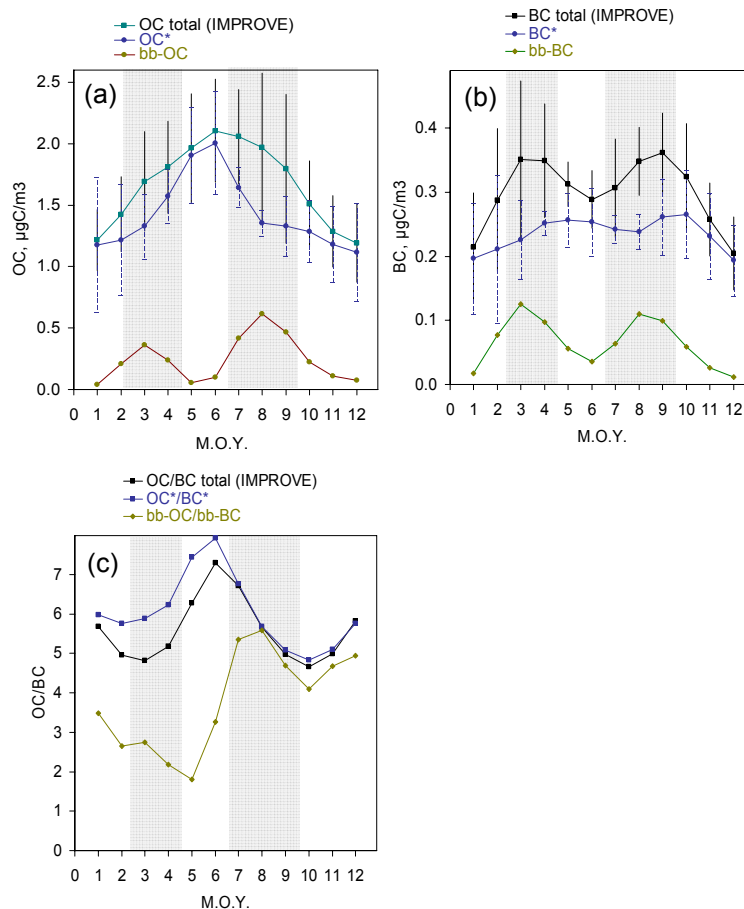 OC total (IMPROVE)
OC*
bb-OC
(a)
OC, µgC/m3
2.5
2.0
1.5
1.0
0.5
0.0
0 1 2 3 4 5 6 7 8 9 10 11 12
M.O.Y.
BC total (IMPROVE)
BC*
bb-BC
(b)
BC, µgC/m3
0.4
0.3
0.2
0.1
0.0
0 1 2 3 4 5 6 7 8 9 10 11 12
M.O.Y.
OC/BC total (IMPROVE)
OC*/BC*
bb-OC/bb-BC
(c)
OC/BC
7
6
5
4
3
2
1
0
0 1 2 3 4 5 6 7 8 9 10 11 12
M.O.Y.